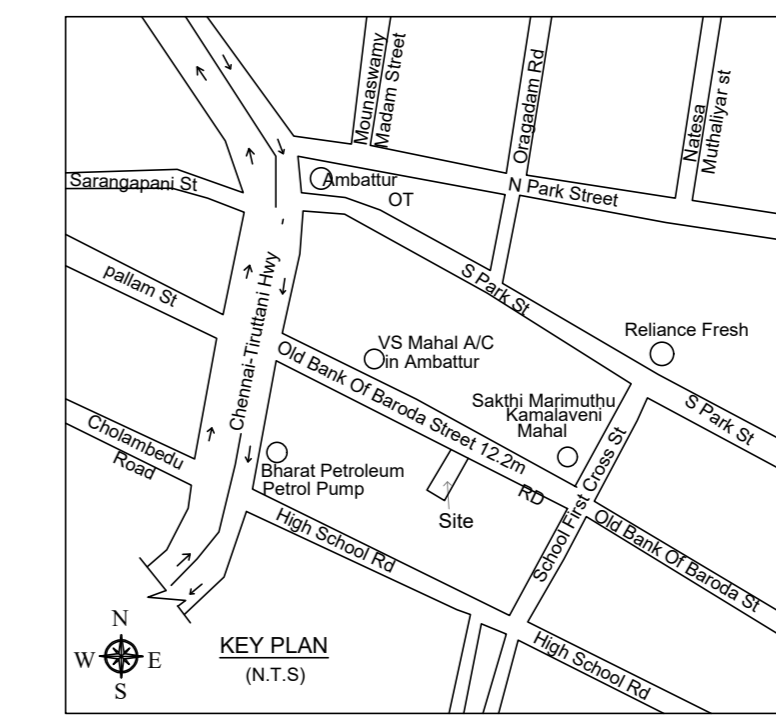 Mounaswamy
Madam Street
Oragadam Rd
Natesa
Muthaliyar st
Sarangapani St
Ambattur
OT
N Park Street
pallam St
Chennai-Tiruttani Hwy
S Park St
Reliance Fresh
VS Mahal A/C
in Ambattur
Old Bank Of Baroda Street 12.2m
RD
Sakthi Marimuthu
Kamalaveni
Mahal
S Park St
Cholambedu
Road
Bharat Petroleum
Petrol Pump
Site
School First Cross St
High School Rd
Old Bank Of Baroda St
High School Rd
N
W E
S
KEY PLAN
(N.T.S)